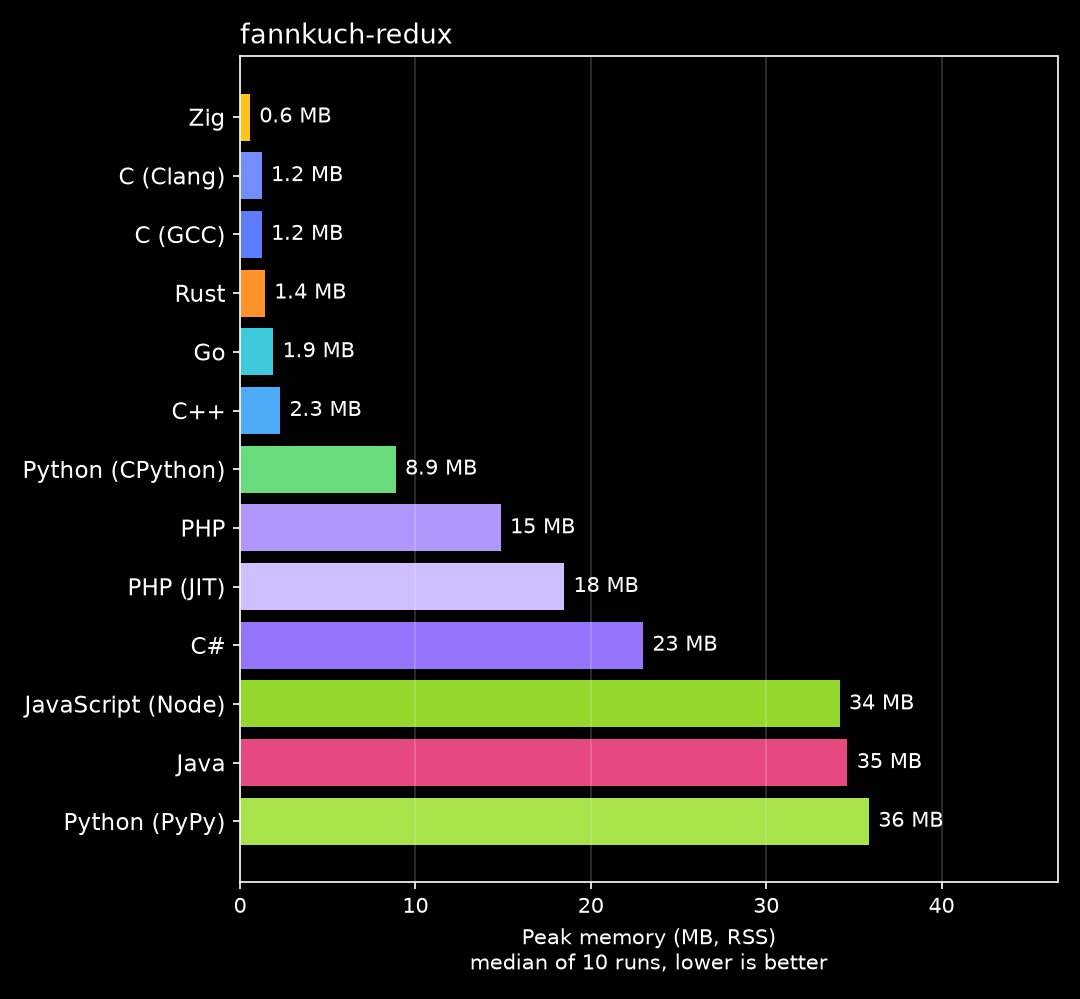 fannkuch-redux
Zig 0.6 MB
C (Clang) 1.2 MB
C (GCC) 1.2 MB
Rust 1.4 MB
Go 1.9 MB
C++ 2.3 MB
Python (CPython) 8.9 MB
PHP 15 MB
PHP (JIT) 18 MB
C# 23 MB
JavaScript (Node) 34 MB
Java 35 MB
Python (PyPy) 36 MB
0 10 20 30 40
Peak memory (MB, RSS)
median of 10 runs, lower is better